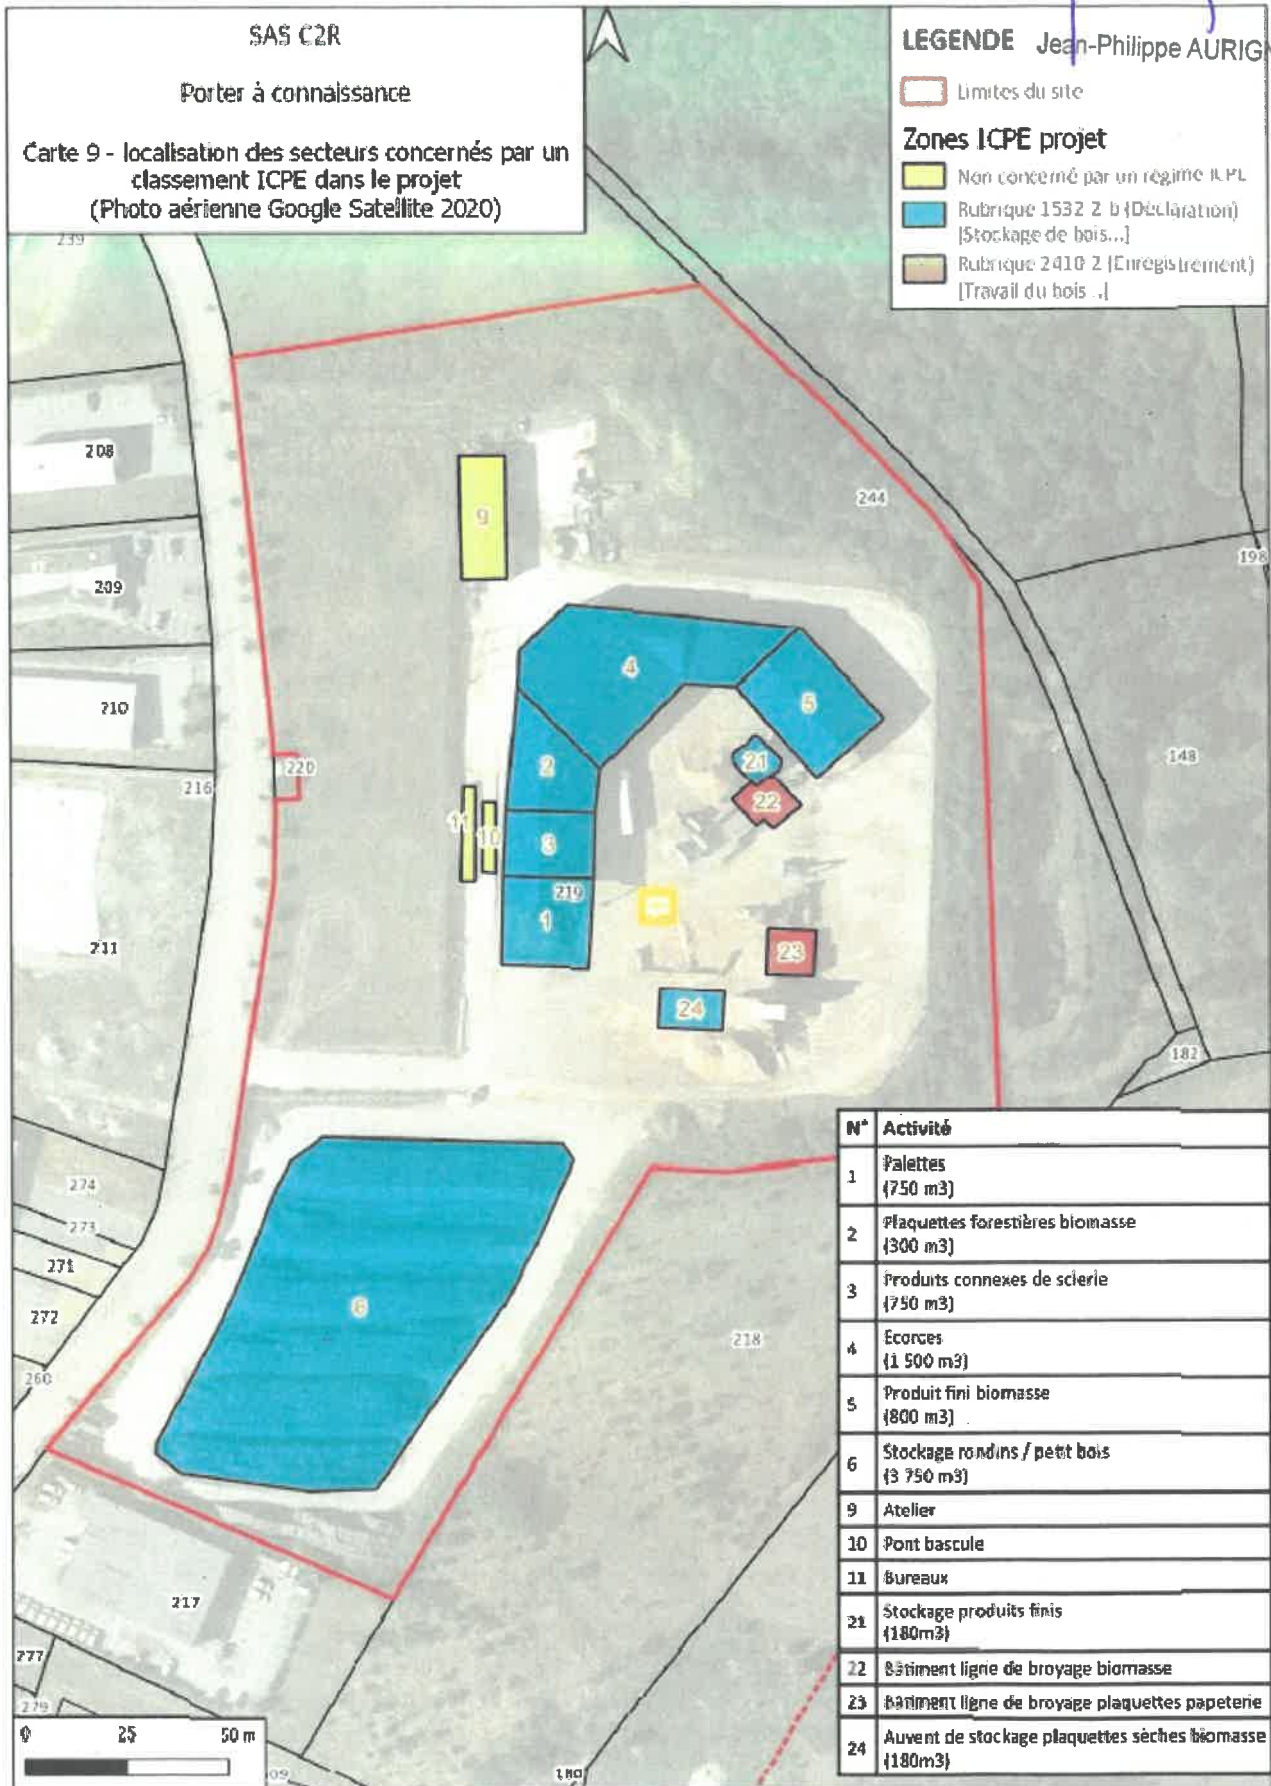 SAS C2R
Porter à connaissance
Carte 9 - localisation des secteurs concernés par un
classement ICPE dans le projet
(Photo aérienne Google Satellite 2020)
LEGENDE Jean-Philippe AURIG
Limites du site
Zones ICPE projet
Non concerné par un régime ICPE
Rubrique 1532 2 b (Déclaration)
[Stockage de bois...]
Rubrique 2410 2 (Enregistrement)
[Travail du bois ...]
239
208
9
244
198
209
4
710
5
2
21
220
148
216
22
11
10
3
219
1
211
23
24
182
274
273
271
272
6
218
260
217
277
279
180
09
0 25 50 m
N° Activité
1 Palettes
(750 m3)
2 Plaquettes forestières biomasse
(300 m3)
3 Produits connexes de scierie
(750 m3)
4 Ecorces
(1 500 m3)
5 Produit fini biomasse
(800 m3)
6 Stockage rondins / petit bois
(3 750 m3)
9 Atelier
10 Pont bascule
11 Bureaux
21 Stockage produits finis
(180m3)
22 Bâtiment ligne de broyage biomasse
23 Batiment ligne de broyage plaquettes papeterie
24 Auvent de stockage plaquettes sèches biomasse
(180m3)